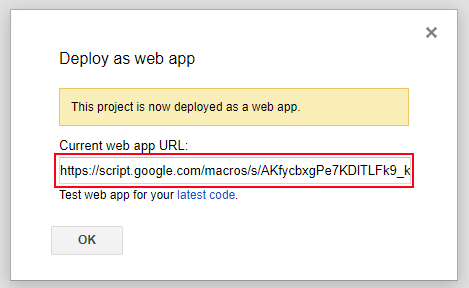 Deploy as web app
This project is now deployed as a web app.
Current web app URL:
https://script.google.com/macros/s/AKfycbxgPe7KDlTLFk9_k
Test web app for your latest code.
OK